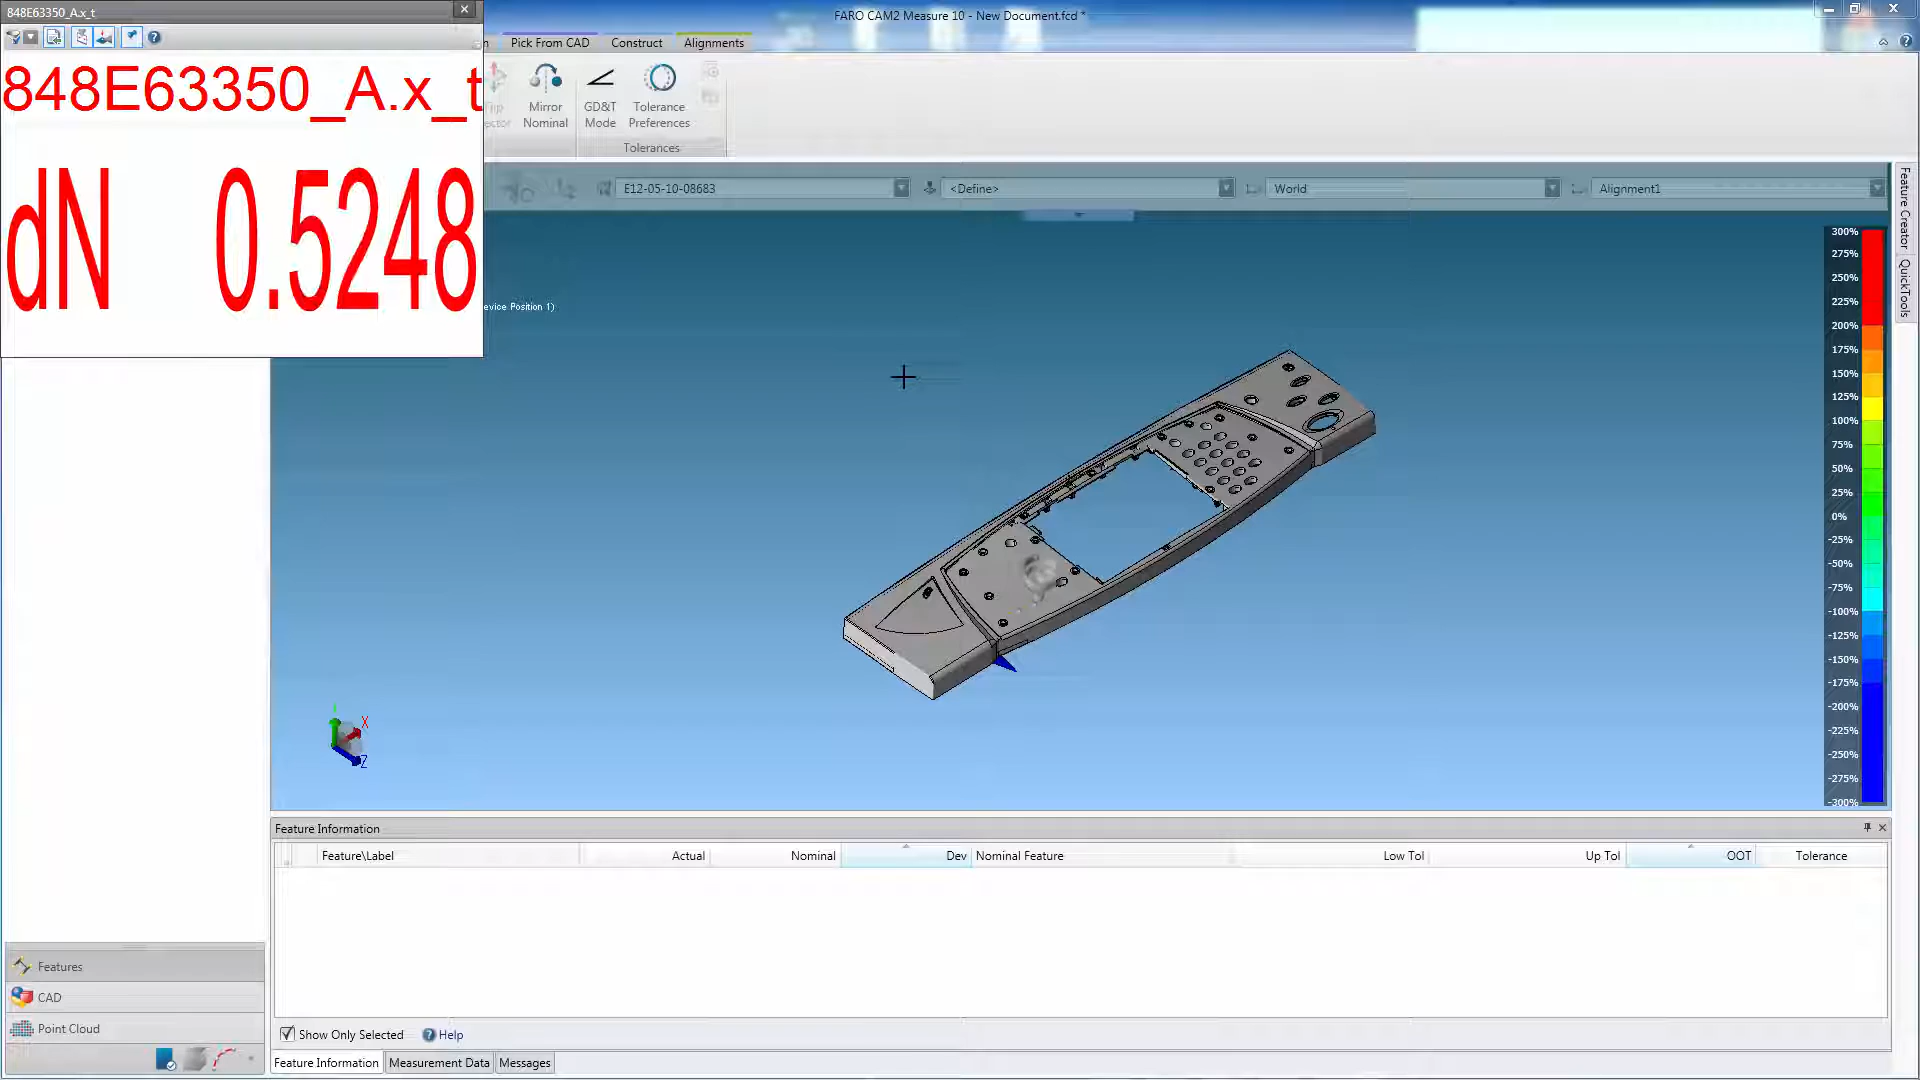 848E63350_A.x_t
FARO CAM2 Measure 10 - New Document.fcd *
Pick From CAD
Construct
Alignments
848E63350_A.x_t
dN 0.5248
Mirror
Nominal
GD&T
Mode
Tolerance
Preferences
Tolerances
E12-05-10-08683
<Define>
World
Alignment1
evice Position 1)
Feature Creator
QuickTools
300%
275%
250%
225%
200%
175%
150%
125%
100%
75%
50%
25%
0%
-25%
-50%
-75%
-100%
-125%
-150%
-175%
-200%
-225%
-250%
-275%
-300%
X
Z
Feature Information
Feature\Label Actual Nominal Dev Nominal Feature Low Tol Up Tol OOT Tolerance
Features
CAD
Point Cloud
Show Only Selected
Help
Feature Information
Measurement Data
Messages